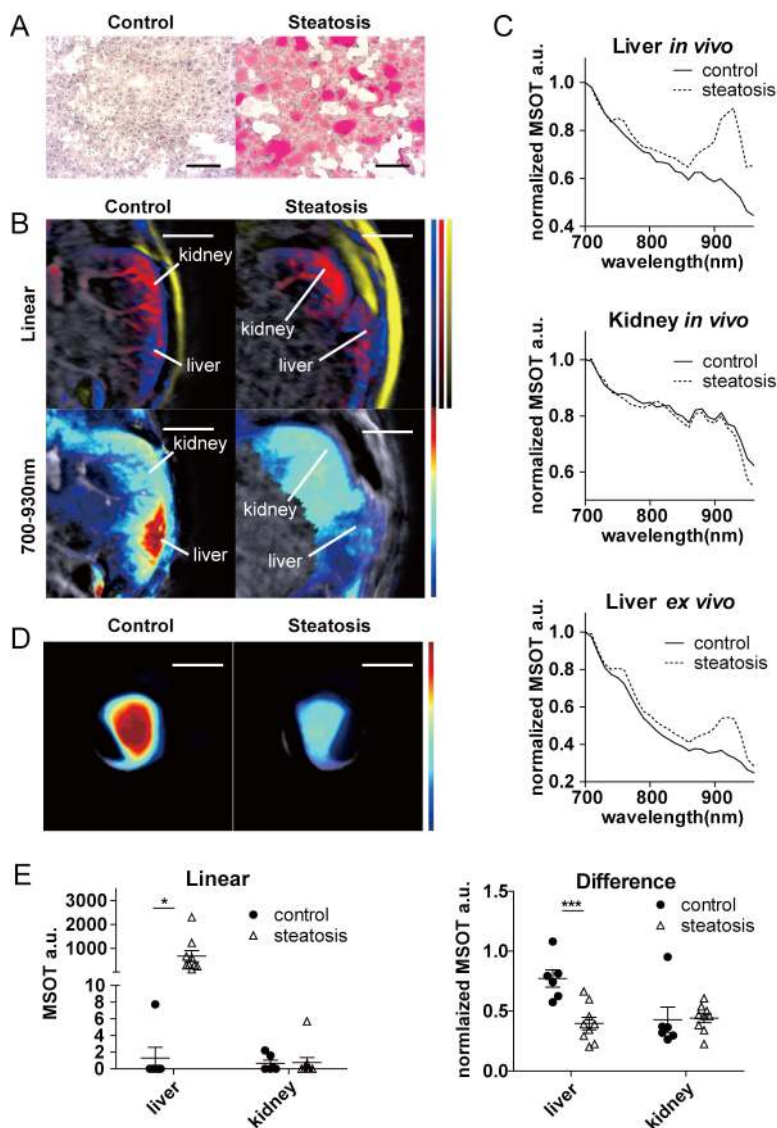 A
Control
Steatosis
B
Control
Steatosis
Linear
kidney
liver
kidney
liver
700-930nm
kidney
liver
kidney
liver
C
Liver in vivo
control
steatosis
normalized MSOT a.u.
1.0
0.8
0.6
0.4
700 800 900
wavelength(nm)
Kidney in vivo
control
steatosis
normalized MSOT a.u.
1.0
0.8
0.6
700 800 900
wavelength(nm)
Liver ex vivo
control
steatosis
normalized MSOT a.u.
1.0
0.8
0.6
0.4
0.2
700 800 900
wavelength(nm)
D
Control
Steatosis
E
Linear
control
steatosis
*
MSOT a.u.
3000
2000
1000
10
8
6
4
2
0
liver
kidney
Difference
control
steatosis
***
normlaized MSOT a.u.
1.5
1.0
0.5
0.0
liver
kidney